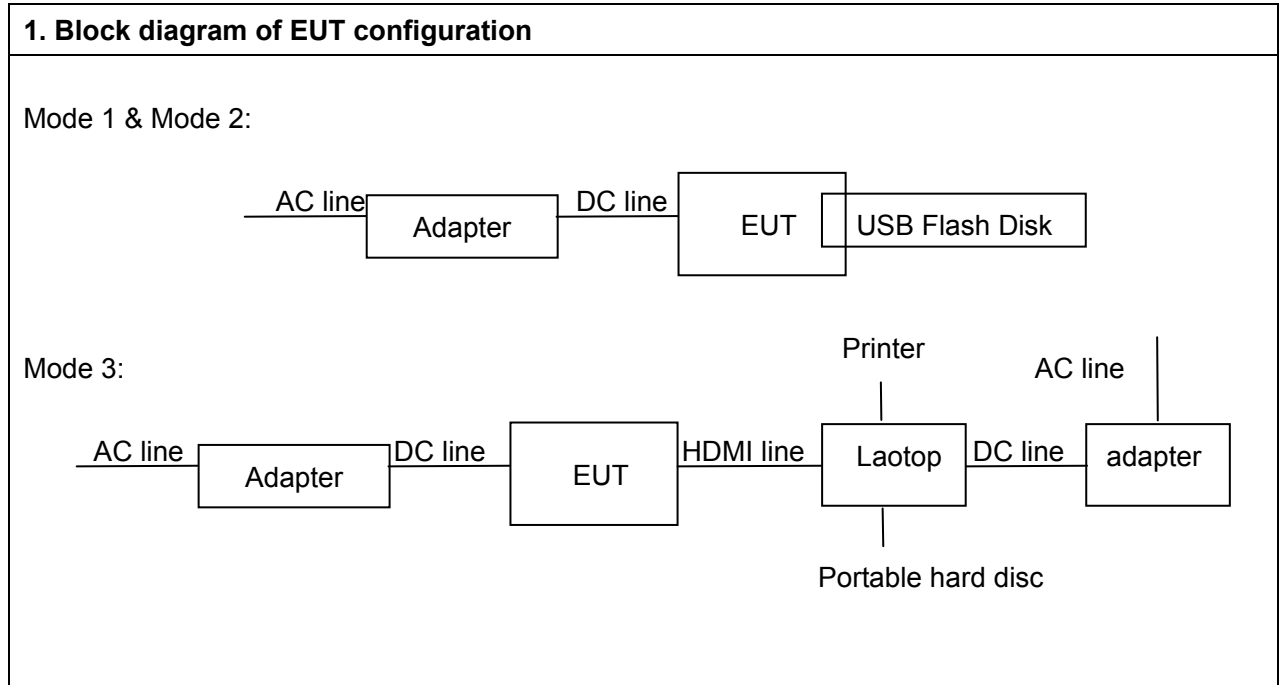 1. Block diagram of EUT configuration
Mode 1 & Mode 2:
AC line
Adapter
DC line
EUT
USB Flash Disk
Mode 3:
Printer
AC line
AC line
Adapter
DC line
EUT
HDMI line
Laotop
DC line
adapter
Portable hard disc